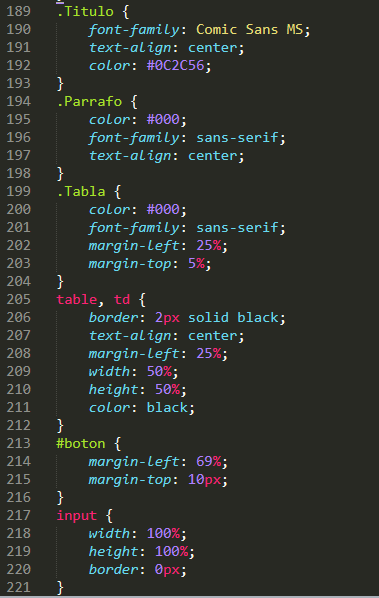 189 .Titulo {
190     font-family: Comic Sans MS;
191     text-align: center;
192     color: #0C2C56;
193 }
194 .Parrafo {
195     color: #000;
196     font-family: sans-serif;
197     text-align: center;
198 }
199 .Tabla {
200     color: #000;
201     font-family: sans-serif;
202     margin-left: 25%;
203     margin-top: 5%;
204 }
205 table, td {
206     border: 2px solid black;
207     text-align: center;
208     margin-left: 25%;
209     width: 50%;
210     height: 50%;
211     color: black;
212 }
213 #boton {
214     margin-left: 69%;
215     margin-top: 10px;
216 }
217 input {
218     width: 100%;
219     height: 100%;
220     border: 0px;
221 }